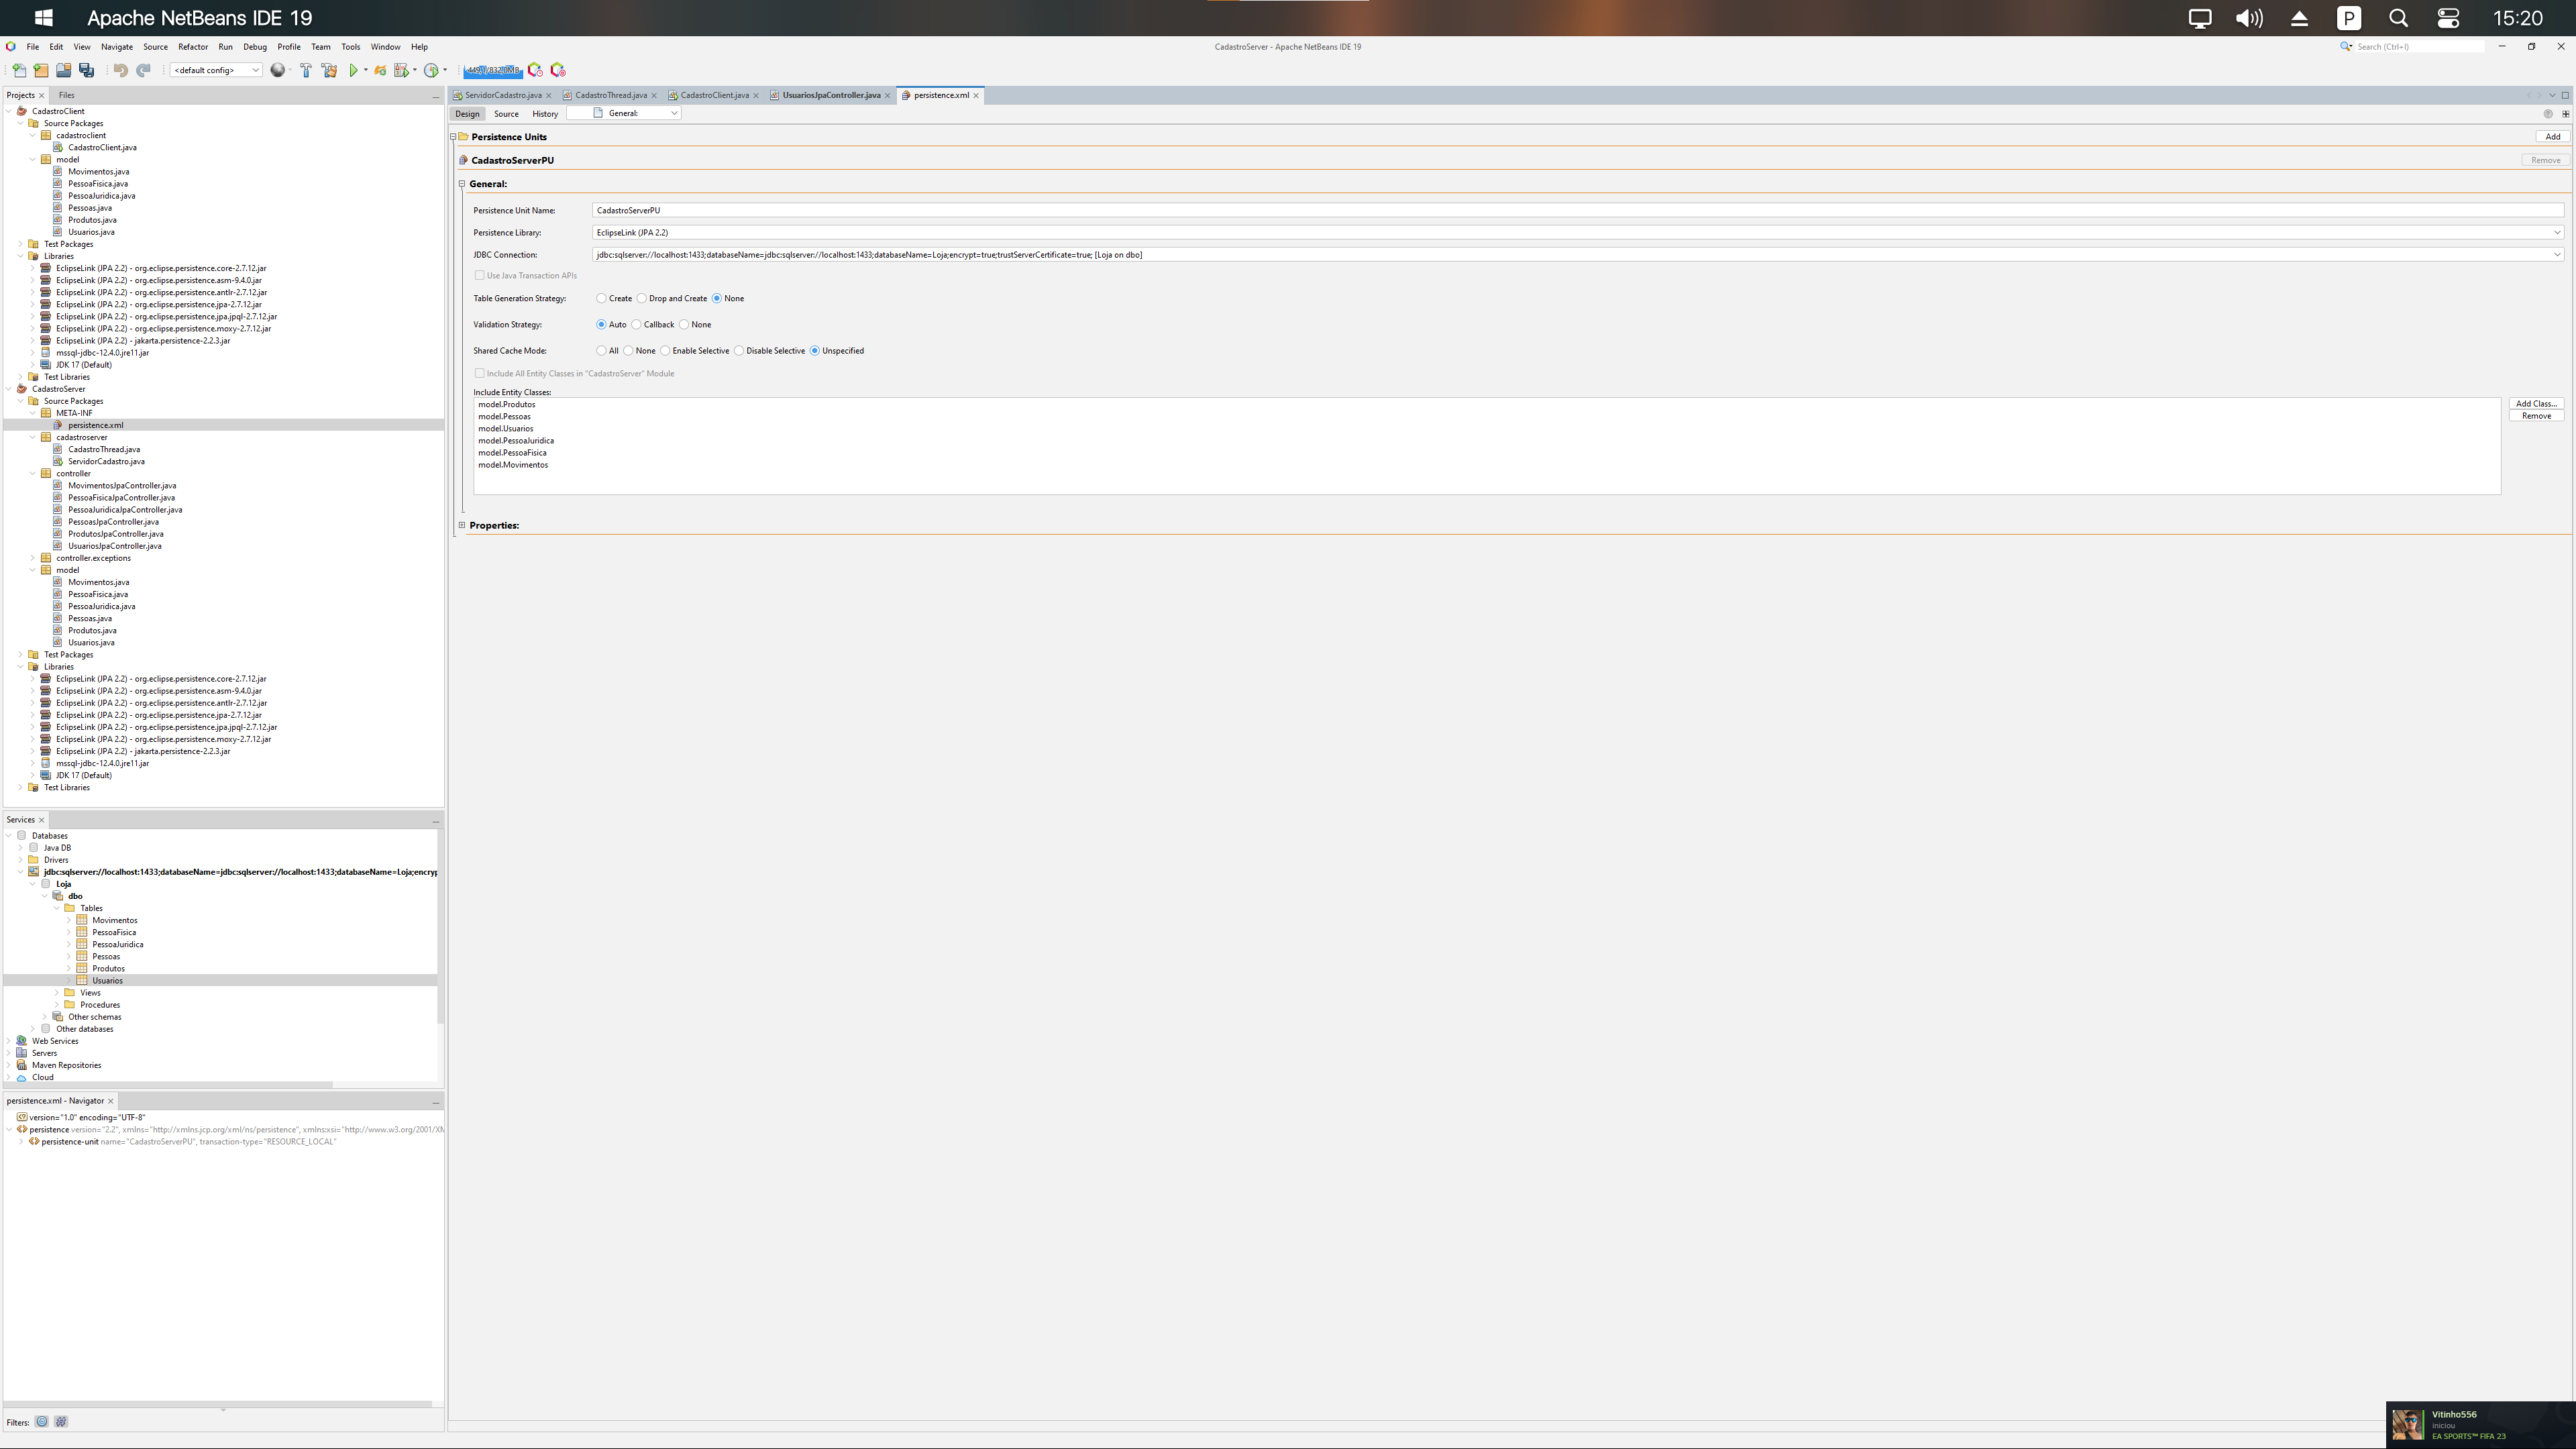 Apache NetBeans IDE 19
P
15:20
File Edit View Navigate Source Refactor Run Debug Profile Team Tools Window Help
CadastroServer - Apache NetBeans IDE 19
Search (Ctrl+I)
<default config>
Projects
Files
CadastroClient
Source Packages
cadastroclient
CadastroClient.java
model
Movimentos.java
PessoaFisica.java
PessoaJuridica.java
Pessoas.java
Produtos.java
Usuarios.java
Test Packages
Libraries
EclipseLink (JPA 2.2) - org.eclipse.persistence.core-2.7.12.jar
EclipseLink (JPA 2.2) - org.eclipse.persistence.asm-9.4.0.jar
EclipseLink (JPA 2.2) - org.eclipse.persistence.antlr-2.7.12.jar
EclipseLink (JPA 2.2) - org.eclipse.persistence.jpa-2.7.12.jar
EclipseLink (JPA 2.2) - org.eclipse.persistence.jpa.jpql-2.7.12.jar
EclipseLink (JPA 2.2) - org.eclipse.persistence.moxy-2.7.12.jar
EclipseLink (JPA 2.2) - jakarta.persistence-2.2.3.jar
mssql-jdbc-12.4.0.jre11.jar
JDK 17 (Default)
Test Libraries
CadastroServer
Source Packages
META-INF
persistence.xml
cadastroserver
CadastroThread.java
ServidorCadastro.java
controller
MovimentosJpaController.java
PessoaFisicaJpaController.java
PessoaJuridicaJpaController.java
PessoasJpaController.java
ProdutosJpaController.java
UsuariosJpaController.java
controller.exceptions
model
Movimentos.java
PessoaFisica.java
PessoaJuridica.java
Pessoas.java
Produtos.java
Usuarios.java
Test Packages
Libraries
EclipseLink (JPA 2.2) - org.eclipse.persistence.core-2.7.12.jar
EclipseLink (JPA 2.2) - org.eclipse.persistence.asm-9.4.0.jar
EclipseLink (JPA 2.2) - org.eclipse.persistence.antlr-2.7.12.jar
EclipseLink (JPA 2.2) - org.eclipse.persistence.jpa-2.7.12.jar
EclipseLink (JPA 2.2) - org.eclipse.persistence.jpa.jpql-2.7.12.jar
EclipseLink (JPA 2.2) - org.eclipse.persistence.moxy-2.7.12.jar
EclipseLink (JPA 2.2) - jakarta.persistence-2.2.3.jar
mssql-jdbc-12.4.0.jre11.jar
JDK 17 (Default)
Test Libraries
Services
Databases
Java DB
Drivers
jdbc:sqlserver://localhost:1433;databaseName=jdbc:sqlserver://localhost:1433;databaseName=Loja;encryp
Loja
dbo
Tables
Movimentos
PessoaFisica
PessoaJuridica
Pessoas
Produtos
Usuarios
Views
Procedures
Other schemas
Other databases
Web Services
Servers
Maven Repositories
Cloud
persistence.xml - Navigator
version="1.0" encoding="UTF-8"
persistence version="2.2", xmlns="http://xmlns.jcp.org/xml/ns/persistence", xmlns:xsi="http://www.w3.org/2001/XM
persistence-unit name="CadastroServerPU", transaction-type="RESOURCE_LOCAL"
Filters:
ServidorCadastro.java
CadastroThread.java
CadastroClient.java
UsuariosJpaController.java
persistence.xml
Design Source History General:
Persistence Units
Add
CadastroServerPU
Remove
General:
Persistence Unit Name: CadastroServerPU
Persistence Library: EclipseLink (JPA 2.2)
JDBC Connection: jdbc:sqlserver://localhost:1433;databaseName=jdbc:sqlserver://localhost:1433;databaseName=Loja;encrypt=true;trustServerCertificate=true; [Loja on dbo]
Use Java Transaction APIs
Table Generation Strategy: Create Drop and Create None
Validation Strategy: Auto Callback None
Shared Cache Mode: All None Enable Selective Disable Selective Unspecified
Include All Entity Classes in "CadastroServer" Module
Include Entity Classes:
model.Produtos
model.Pessoas
model.Usuarios
model.PessoaJuridica
model.PessoaFisica
model.Movimentos
Add Class...
Remove
Properties:
Vitinho556
iniciou
EA SPORTS™ FIFA 23